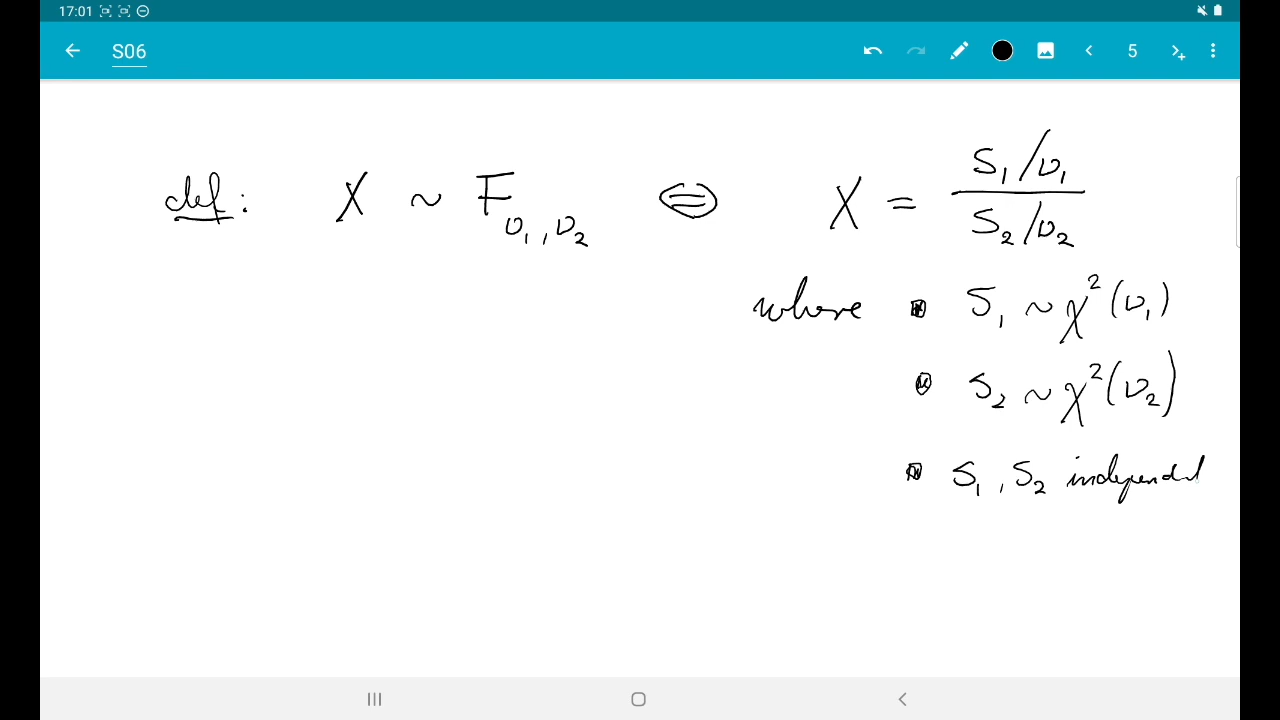 17:01
S06
5
def: X ~ F_{ν₁,ν₂} ⇔ X = (S₁/ν₁)/(S₂/ν₂)
where • S₁ ~ χ²(ν₁)
• S₂ ~ χ²(ν₂)
• S₁, S₂ independent